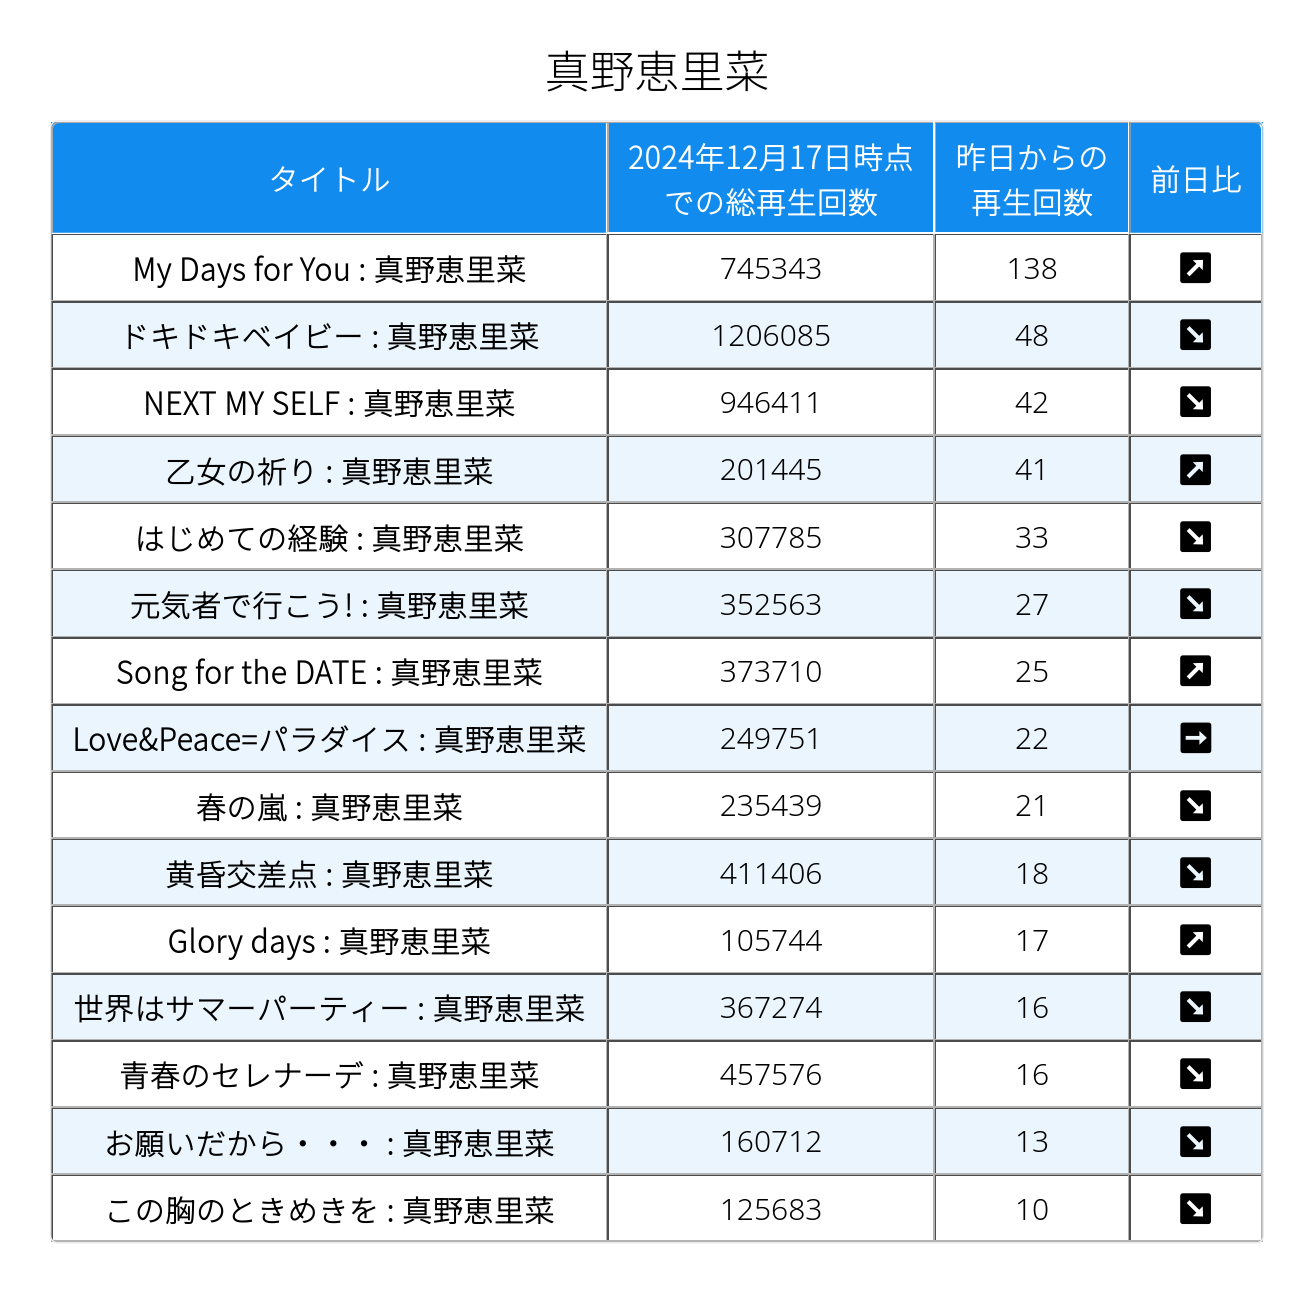 真野恵里菜
タイトル 2024年12月17日時点での総再生回数 昨日からの再生回数 前日比
My Days for You : 真野恵里菜 745343 138 ↗
ドキドキベイビー : 真野恵里菜 1206085 48 ↘
NEXT MY SELF : 真野恵里菜 946411 42 ↘
乙女の祈り : 真野恵里菜 201445 41 ↗
はじめての経験 : 真野恵里菜 307785 33 ↘
元気者で行こう! : 真野恵里菜 352563 27 ↘
Song for the DATE : 真野恵里菜 373710 25 ↗
Love&Peace=パラダイス : 真野恵里菜 249751 22 →
春の嵐 : 真野恵里菜 235439 21 ↘
黄昏交差点 : 真野恵里菜 411406 18 ↘
Glory days : 真野恵里菜 105744 17 ↗
世界はサマーパーティー : 真野恵里菜 367274 16 ↘
青春のセレナーデ : 真野恵里菜 457576 16 ↘
お願いだから・・・ : 真野恵里菜 160712 13 ↘
この胸のときめきを : 真野恵里菜 125683 10 ↘